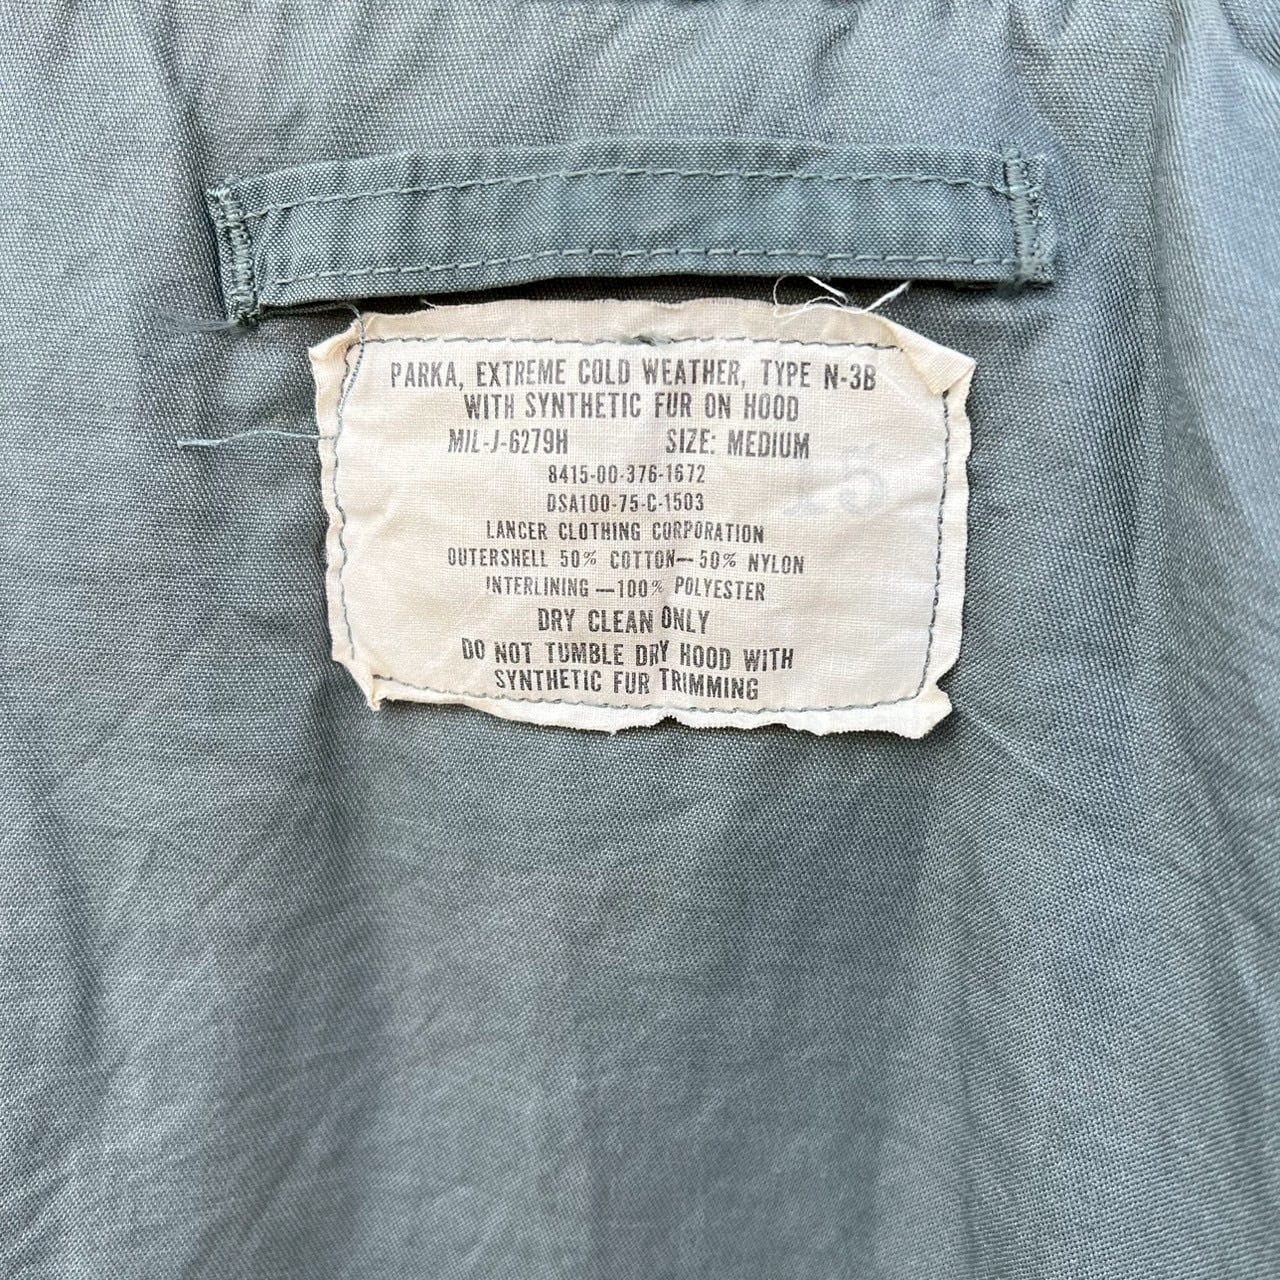 PARKA, EXTREME COLD WEATHER, TYPE N-3B
WITH SYNTHETIC FUR ON HOOD
MIL-J-6279H SIZE: MEDIUM
8415-00-376-1672
DSA100-75-C-1503
LANCER CLOTHING CORPORATION
OUTERSHELL 50% COTTON—50% NYLON
INTERLINING—100% POLYESTER
DRY CLEAN ONLY
DO NOT TUMBLE DRY HOOD WITH
SYNTHETIC FUR TRIMMING